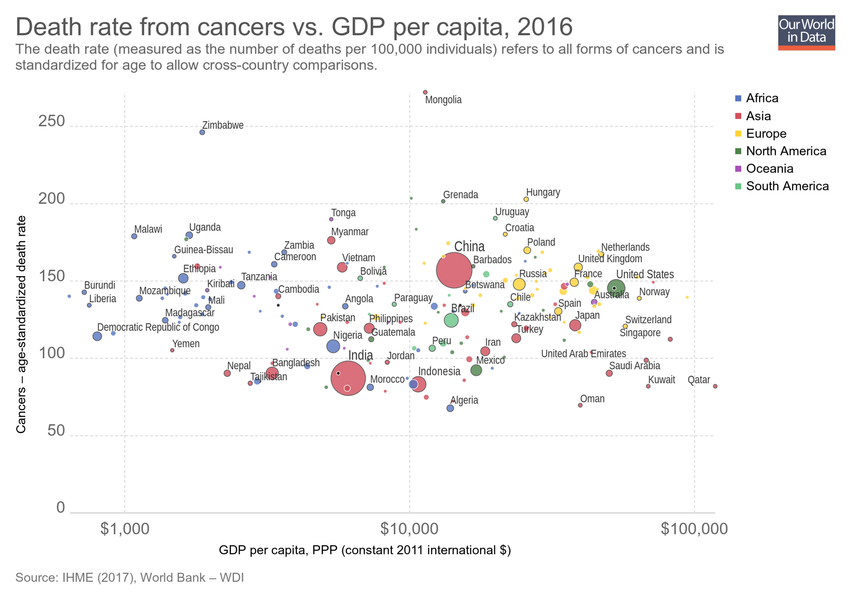 Death rate from cancers vs. GDP per capita, 2016
The death rate (measured as the number of deaths per 100,000 individuals) refers to all forms of cancers and is
standardized for age to allow cross-country comparisons.
Our World
in Data
Africa
Asia
Europe
North America
Oceania
South America
Cancers – age-standardized death rate
250
200
150
100
50
0
Mongolia
Zimbabwe
Grenada
Hungary
Tonga
Uruguay
Malawi
Uganda
Myanmar
Croatia
Guinea-Bissau
Zambia
China
Poland
Netherlands
Cameroon
Vietnam
Barbados
United Kingdom
Ethiopia
Bolivia
Russia
France
United States
Burundi
Kiribati
Tanzania
Botswana
Mozambique
Cambodia
Norway
Liberia
Mali
Angola
Paraguay
Chile
Australia
Madagascar
Brazil
Spain
Pakistan
Philippines
Kazakhstan
Japan
Switzerland
Democratic Republic of Congo
Nigeria
Guatemala
Turkey
Singapore
Yemen
Peru
Iran
India
Jordan
Mexico
United Arab Emirates
Nepal
Bangladesh
Indonesia
Saudi Arabia
Tajikistan
Morocco
Kuwait
Qatar
Algeria
Oman
$1,000
$10,000
$100,000
GDP per capita, PPP (constant 2011 international $)
Source: IHME (2017), World Bank – WDI